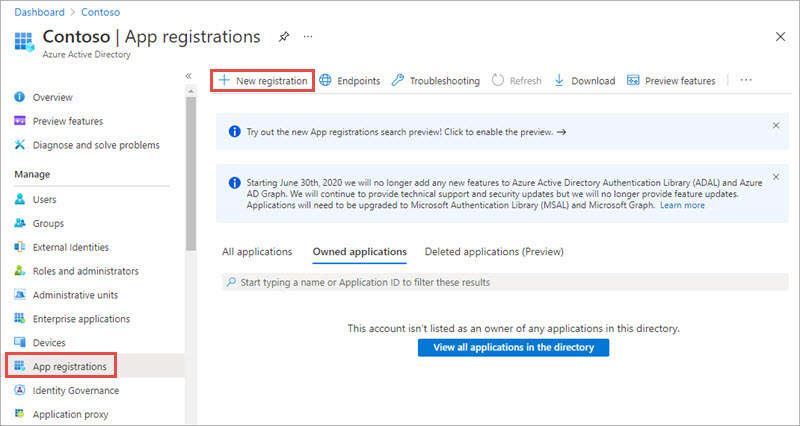 Dashboard > Contoso >
Contoso | App registrations
Azure Active Directory
Overview
Preview features
Diagnose and solve problems
Manage
Users
Groups
External Identities
Roles and administrators
Administrative units
Enterprise applications
Devices
App registrations
Identity Governance
Application proxy
New registration Endpoints Troubleshooting Refresh Download Preview features
Try out the new App registrations search preview! Click to enable the preview. →
Starting June 30th, 2020 we will no longer add any new features to Azure Active Directory Authentication Library (ADAL) and Azure
AD Graph. We will continue to provide technical support and security updates but we will no longer provide feature updates.
Applications will need to be upgraded to Microsoft Authentication Library (MSAL) and Microsoft Graph. Learn more
All applications Owned applications Deleted applications (Preview)
Start typing a name or Application ID to filter these results
This account isn't listed as an owner of any applications in this directory.
View all applications in the directory